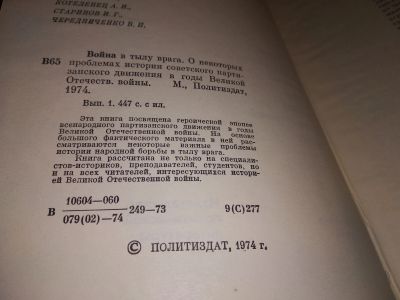 КОТЕЛЕНЕЦ А. И.,
СТАРИНОВ И. Г.,
ЧЕРЕДНИЧЕНКО В. П.
Война в тылу врага. О некоторых
В65 проблемах истории советского парти-
занского движения в годы Великой
Отечеств. войны. М., Политиздат,
1974.
Вып. 1. 447 с. с ил.
Эта книга посвящена героической эпопее
всенародного партизанского движения в годы
Великой Отечественной войны. На основе
большого фактического материала в ней рас-
сматриваются некоторые важные проблемы
истории народной борьбы в тылу врага.
Книга рассчитана не только на специали-
стов-историков, преподавателей, студентов, но
и на всех читателей, интересующихся истори-
ей Великой Отечественной войны.
В 10604—060
079(02)—74 249—73 9(С)277
© ПОЛИТИЗДАТ, 1974 г.